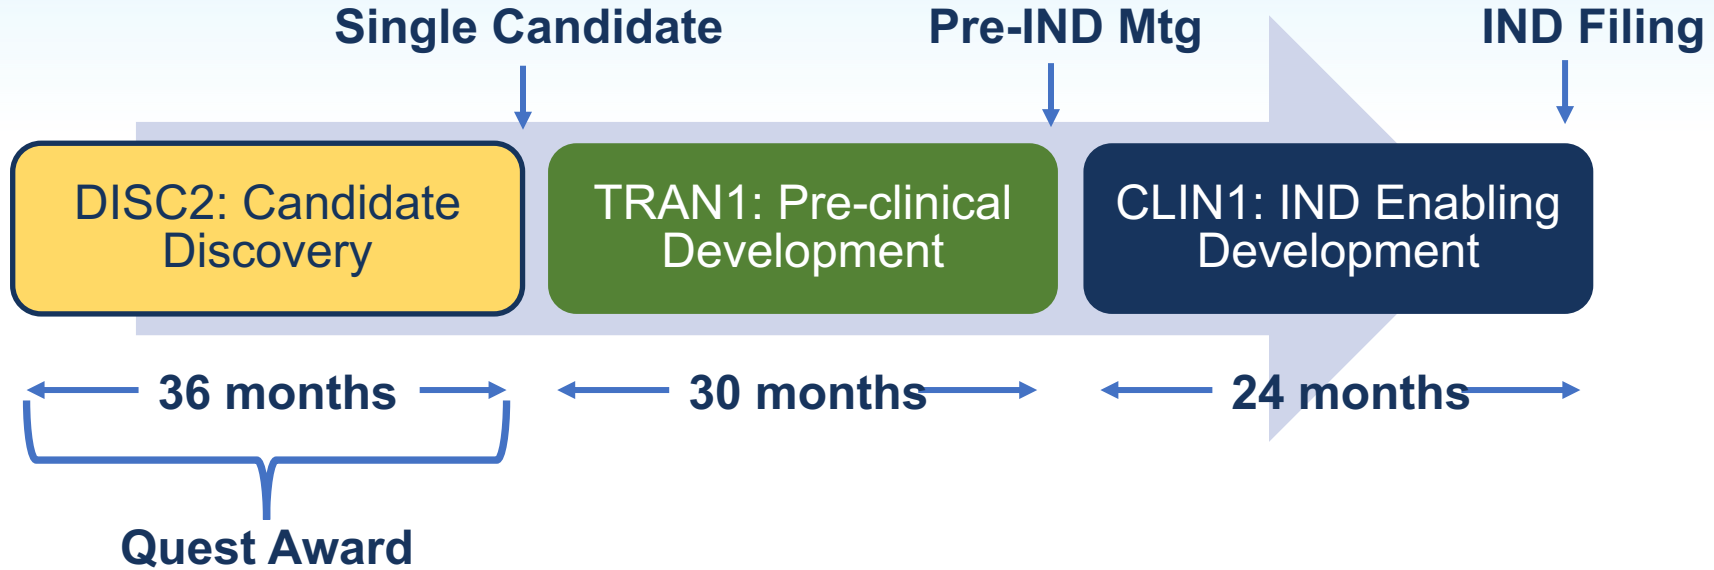 Single Candidate
Pre-IND Mtg
IND Filing
DISC2: Candidate
Discovery
TRAN1: Pre-clinical
Development
CLIN1: IND Enabling
Development
36 months
30 months
24 months
Quest Award